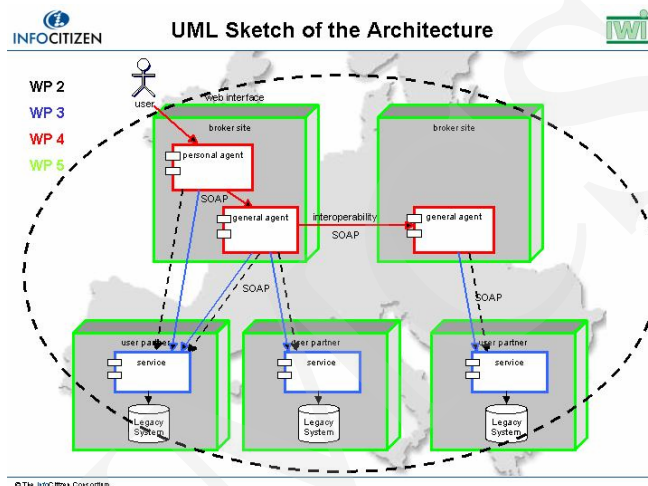 INFOCITIZEN
UML Sketch of the Architecture
IWi
WP 2
WP 3
WP 4
WP 5
user
web interface
broker site
broker site
personal agent
SOAP
general agent
interoperability
SOAP
general agent
SOAP
SOAP
user partner
user partner
user partner
service
service
service
Legacy
System
Legacy
System
Legacy
System
© The InfoCitizen Consortium